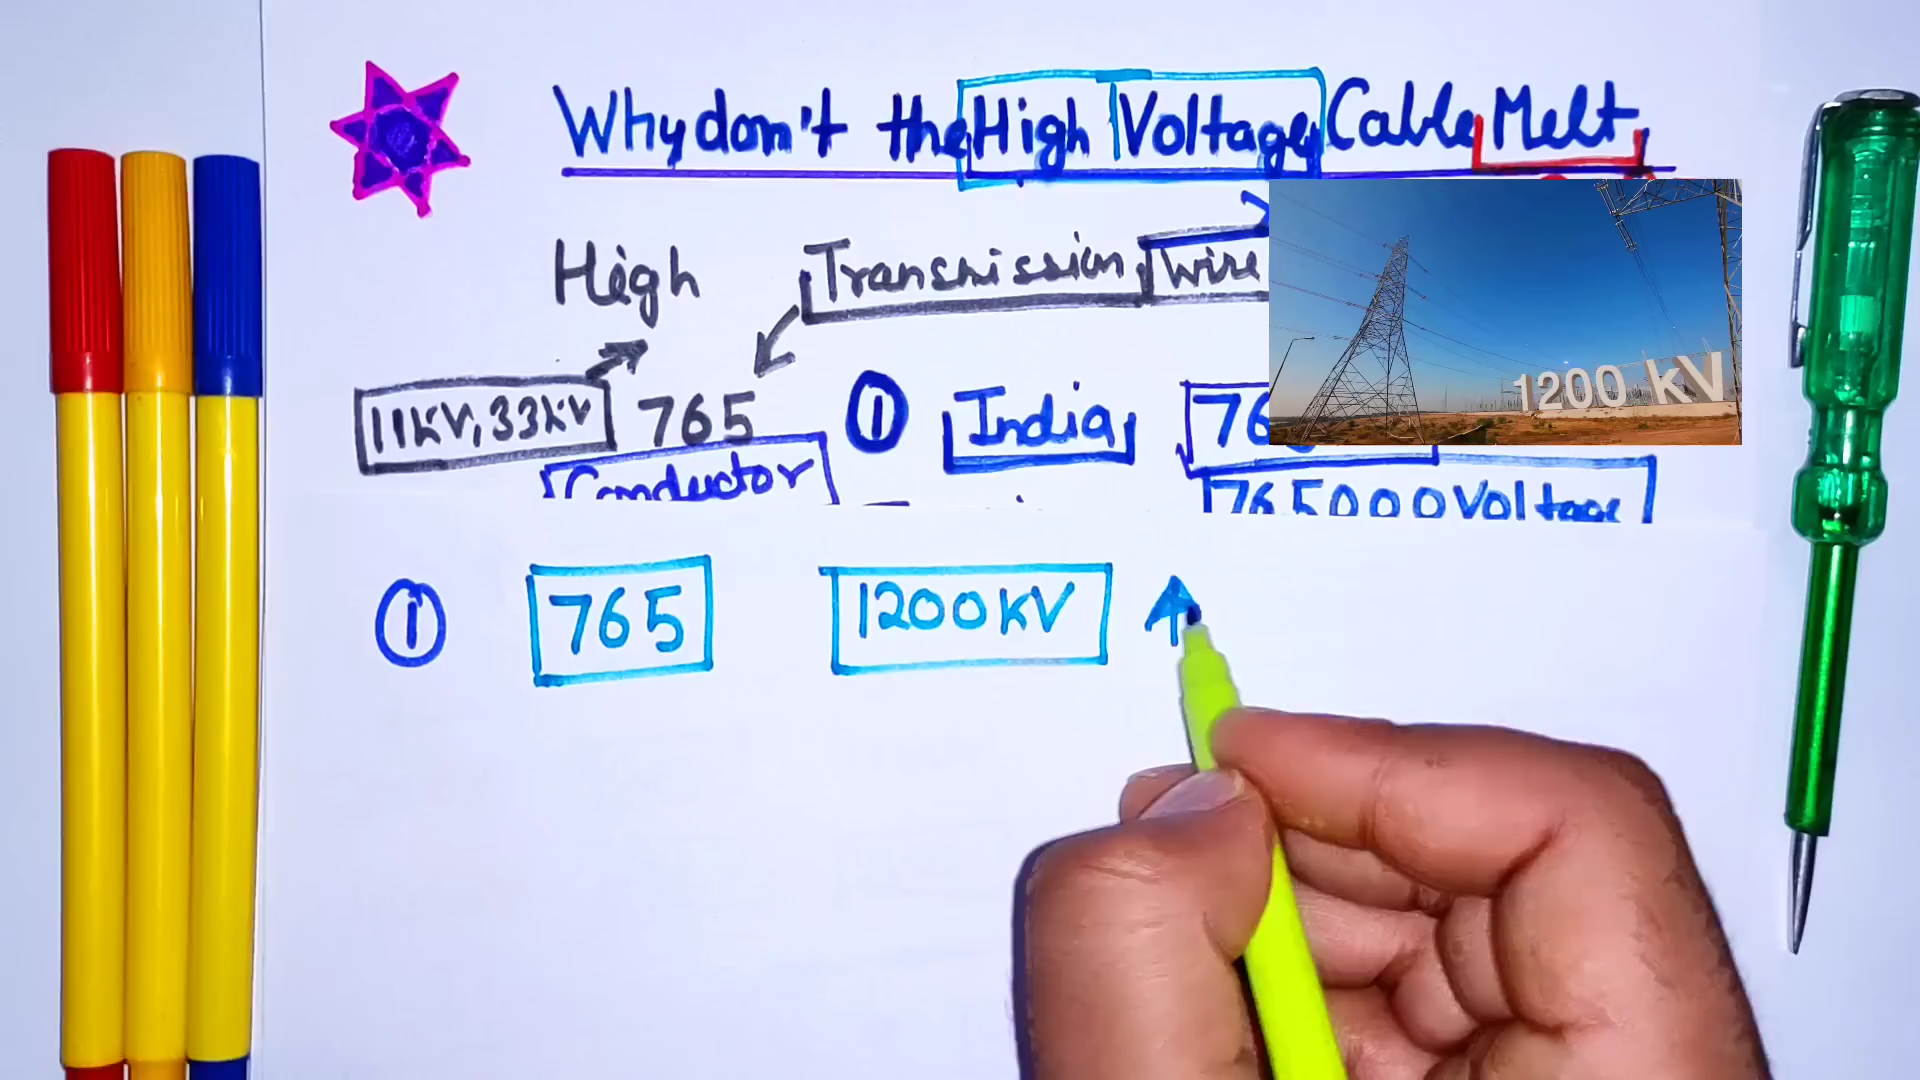 Why don't the High Voltage Cable Melt
High
Transmission Wire
11kV, 33kV 765
① India 76
Conductor
765000 Voltage
① 765 1200kV
1200 kV